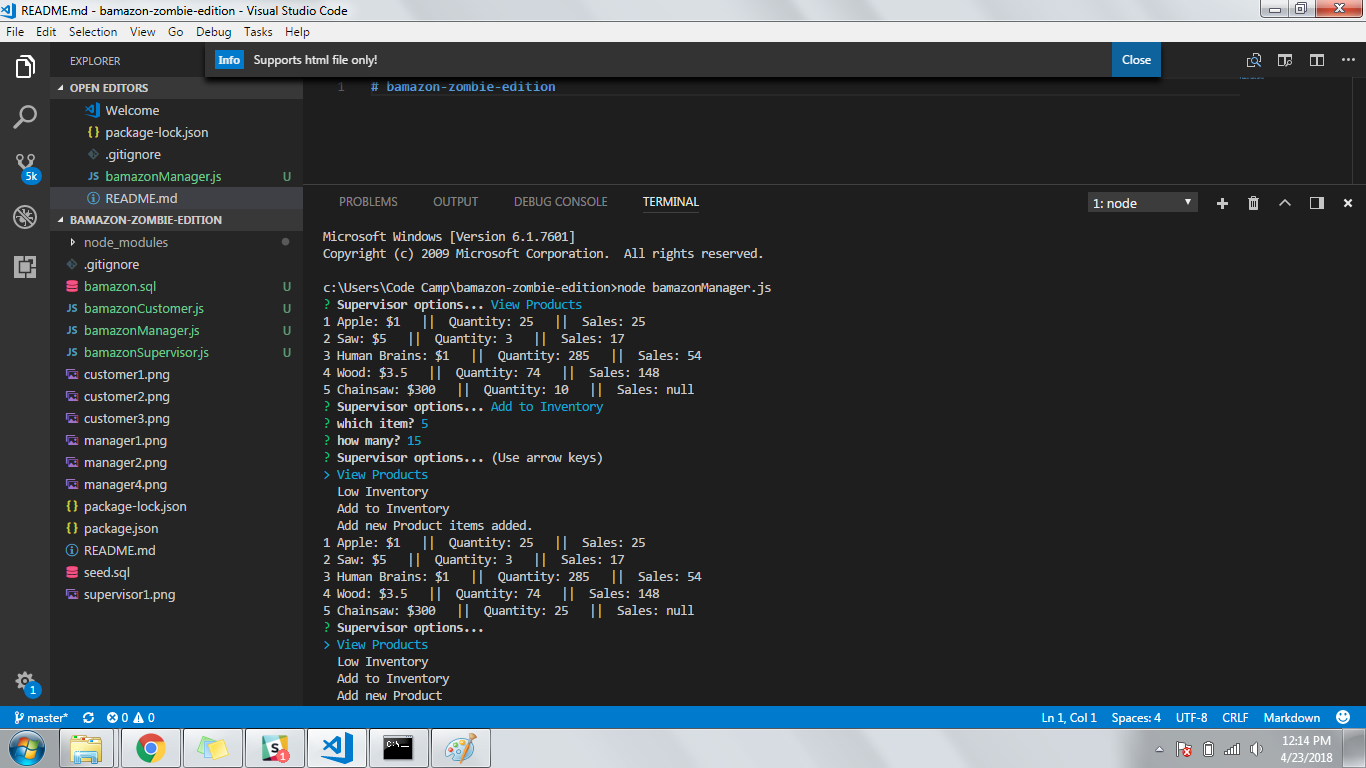 README.md - bamazon-zombie-edition - Visual Studio Code
File Edit Selection View Go Debug Tasks Help
EXPLORER
Info Supports html file only! Close
OPEN EDITORS
Welcome
package-lock.json
.gitignore
bamazonManager.js U
README.md
BAMAZON-ZOMBIE-EDITION
node_modules
.gitignore
bamazon.sql U
bamazonCustomer.js U
bamazonManager.js U
bamazonSupervisor.js U
customer1.png
customer2.png
customer3.png
manager1.png
manager2.png
manager4.png
package-lock.json
package.json
README.md
seed.sql
supervisor1.png
5k
1
1 # bamazon-zombie-edition
PROBLEMS OUTPUT DEBUG CONSOLE TERMINAL 1: node
Microsoft Windows [Version 6.1.7601]
Copyright (c) 2009 Microsoft Corporation.  All rights reserved.
c:\Users\Code Camp\bamazon-zombie-edition>node bamazonManager.js
? Supervisor options... View Products
1 Apple: $1   ||   Quantity: 25   ||   Sales: 25
2 Saw: $5   ||   Quantity: 3   ||   Sales: 17
3 Human Brains: $1   ||   Quantity: 285   ||   Sales: 54
4 Wood: $3.5   ||   Quantity: 74   ||   Sales: 148
5 Chainsaw: $300   ||   Quantity: 10   ||   Sales: null
? Supervisor options... Add to Inventory
? which item? 5
? how many? 15
? Supervisor options... (Use arrow keys)
> View Products
Low Inventory
Add to Inventory
Add new Product items added.
1 Apple: $1   ||   Quantity: 25   ||   Sales: 25
2 Saw: $5   ||   Quantity: 3   ||   Sales: 17
3 Human Brains: $1   ||   Quantity: 285   ||   Sales: 54
4 Wood: $3.5   ||   Quantity: 74   ||   Sales: 148
5 Chainsaw: $300   ||   Quantity: 25   ||   Sales: null
? Supervisor options...
> View Products
Low Inventory
Add to Inventory
Add new Product
master* 0 0 Ln 1, Col 1 Spaces: 4 UTF-8 CRLF Markdown
12:14 PM
4/23/2018